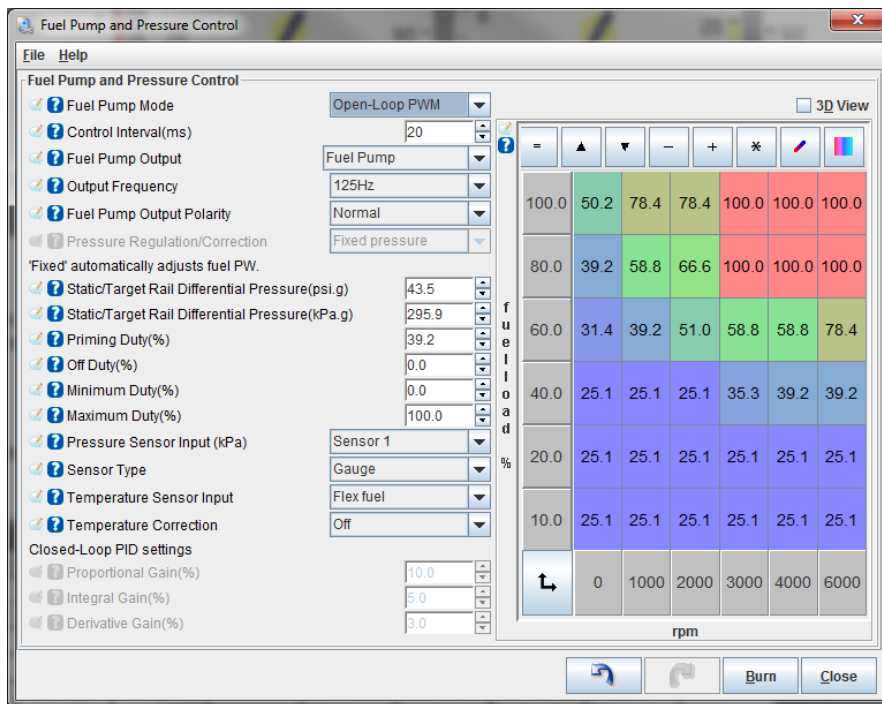 Fuel Pump and Pressure Control
File Help
Fuel Pump and Pressure Control
Fuel Pump Mode Open-Loop PWM
3D View
Control Interval(ms) 20
Fuel Pump Output Fuel Pump
= − + *
Output Frequency 125Hz
Fuel Pump Output Polarity Normal
Pressure Regulation/Correction Fixed pressure
'Fixed' automatically adjusts fuel PW.
Static/Target Rail Differential Pressure(psi.g) 43.5
Static/Target Rail Differential Pressure(kPa.g) 295.9
Priming Duty(%) 39.2
Off Duty(%) 0.0
Minimum Duty(%) 0.0
Maximum Duty(%) 100.0
Pressure Sensor Input (kPa) Sensor 1
Sensor Type Gauge
Temperature Sensor Input Flex fuel
Temperature Correction Off
Closed-Loop PID settings
Proportional Gain(%) 10.0
Integral Gain(%) 5.0
Derivative Gain(%) 3.0
fuelload %
100.0 50.2 78.4 78.4 100.0 100.0 100.0
80.0 39.2 58.8 66.6 100.0 100.0 100.0
60.0 31.4 39.2 51.0 58.8 58.8 78.4
40.0 25.1 25.1 25.1 35.3 39.2 39.2
20.0 25.1 25.1 25.1 25.1 25.1 25.1
10.0 25.1 25.1 25.1 25.1 25.1 25.1
0 1000 2000 3000 4000 6000
rpm
Burn Close